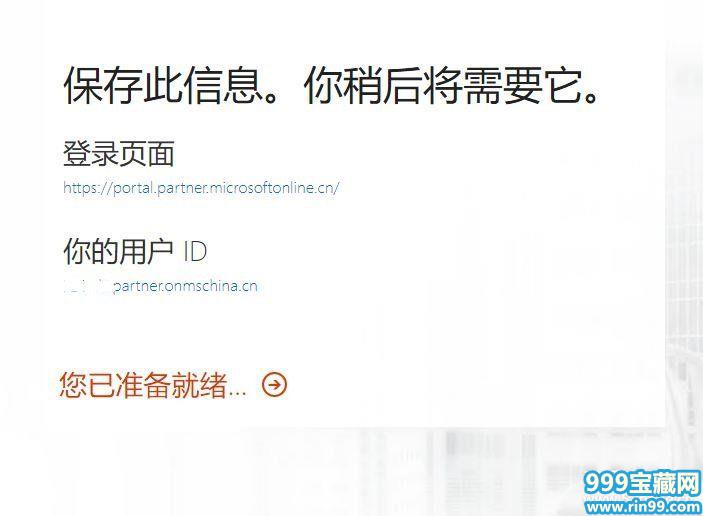 保存此信息。你稍后将需要它。
登录页面
https://portal.partner.microsoftonline.cn/
你的用户 ID
partner.onmschina.cn
您已准备就绪...
999宝藏网
www.rin99.com